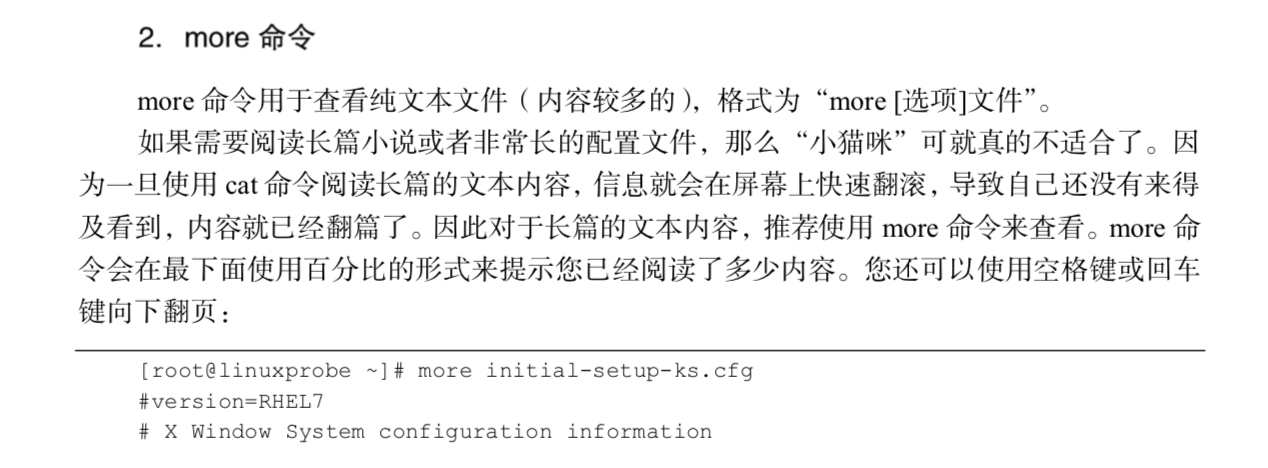 2. more 命令
more 命令用于查看纯文本文件（内容较多的），格式为“more [选项]文件”。
如果需要阅读长篇小说或者非常长的配置文件，那么“小猫咪”可就真的不适合了。因
为一旦使用 cat 命令阅读长篇的文本内容，信息就会在屏幕上快速翻滚，导致自己还没有来得
及看到，内容就已经翻篇了。因此对于长篇的文本内容，推荐使用 more 命令来查看。more 命
令会在最下面使用百分比的形式来提示您已经阅读了多少内容。您还可以使用空格键或回车
键向下翻页：
[root@linuxprobe ~]# more initial-setup-ks.cfg
#version=RHEL7
# X Window System configuration information